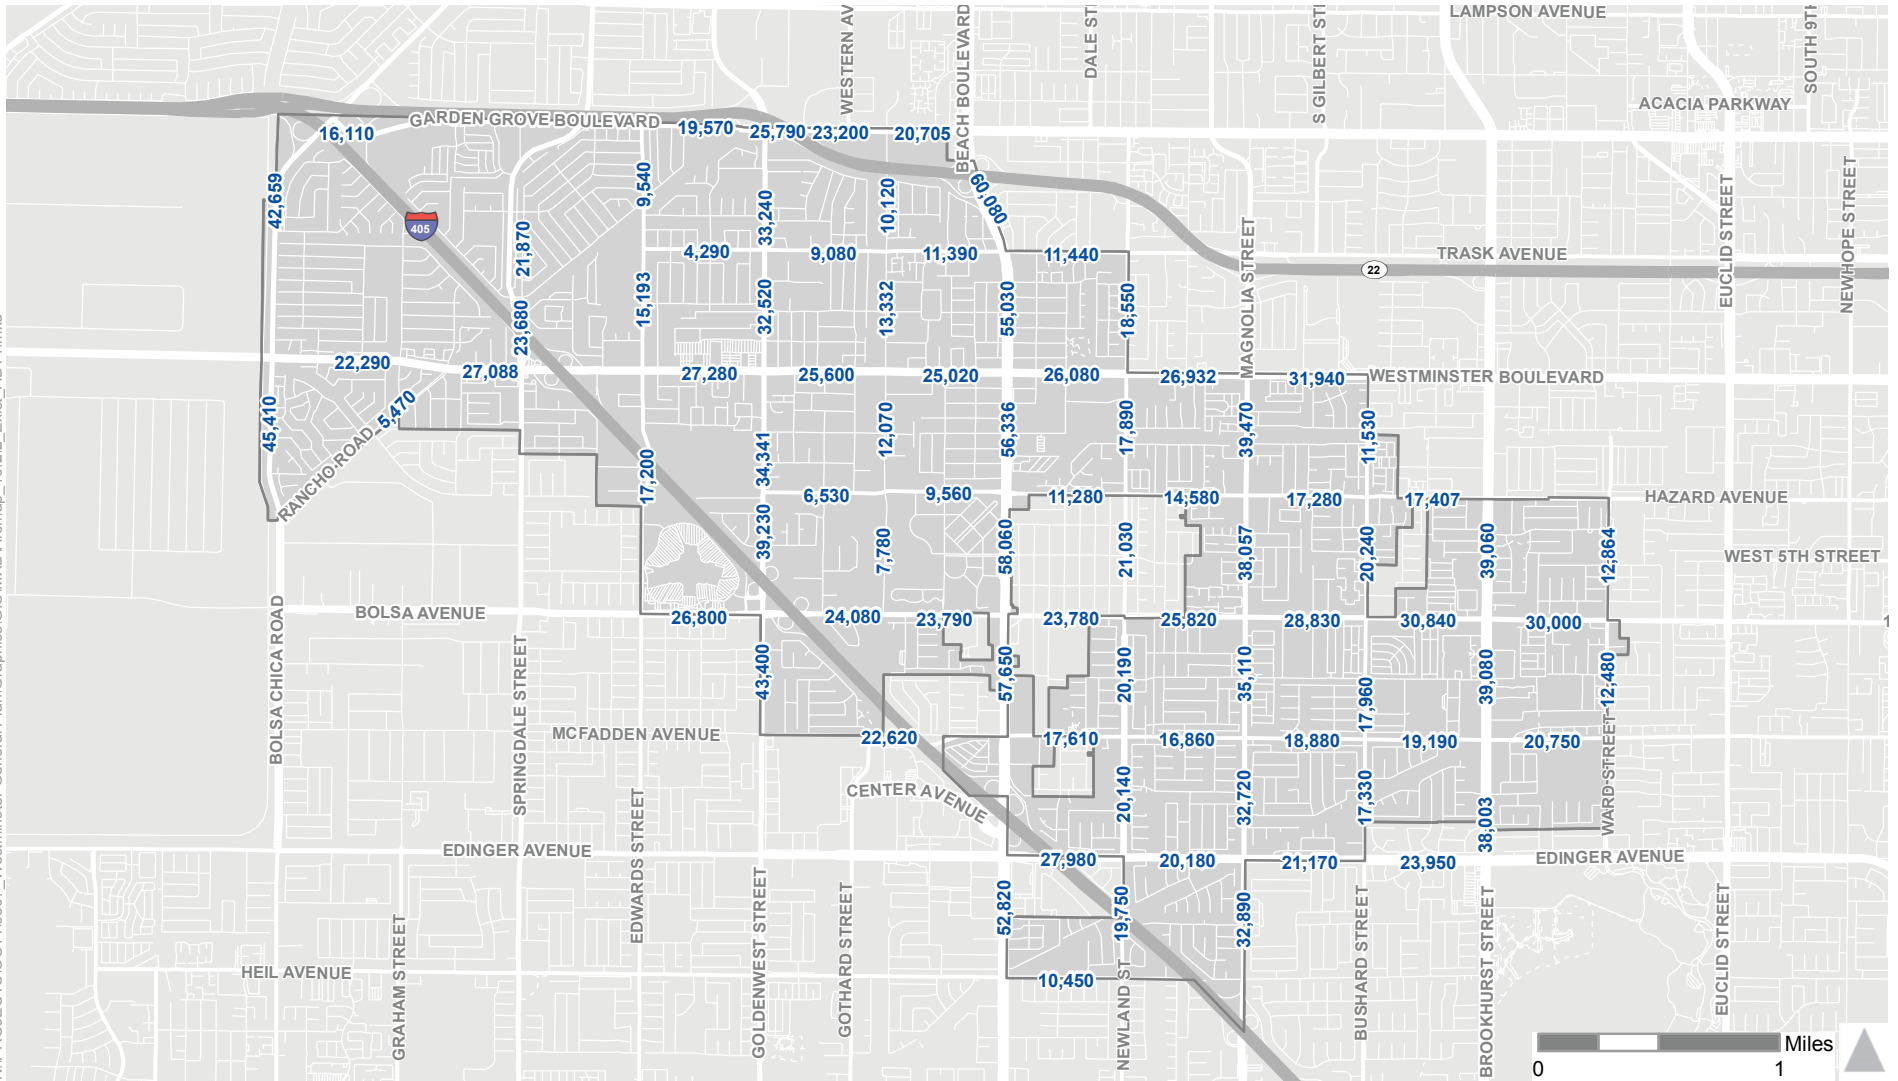 LAMPSON AVENUE
WESTERN AV
BEACH BOULEVARD
DALE ST
S GILBERT ST
SOUTH 9TH
ACACIA PARKWAY
GARDEN GROVE BOULEVARD
16,110
19,570
25,790
23,200
20,705
42,659
9,540
33,240
10,120
60,080
405
21,870
4,290
9,080
11,390
11,440
MAGNOLIA STREET
TRASK AVENUE
22
EUCLID STREET
NEWHOPE STREET
23,680
15,193
32,520
13,332
55,030
18,550
22,290
27,088
27,280
25,600
25,020
26,080
26,932
31,940
WESTMINSTER BOULEVARD
45,410
RANCHO ROAD
5,470
17,200
34,341
12,070
56,336
17,890
39,470
11,530
6,530
9,560
11,280
14,580
17,280
17,407
HAZARD AVENUE
39,230
7,780
58,060
21,030
38,057
20,240
39,060
12,864
WEST 5TH STREET
BOLSA AVENUE
26,800
24,080
23,790
23,780
25,820
28,830
30,840
30,000
1
BOLSA CHICA ROAD
SPRINGDALE STREET
43,400
57,650
20,190
35,110
17,960
39,080
12,480
MCFADDEN AVENUE
22,620
17,610
16,860
18,880
19,190
20,750
WARD STREET
CENTER AVENUE
20,140
32,720
17,330
38,003
EDINGER AVENUE
27,980
20,180
21,170
23,950
EDINGER AVENUE
EDWARDS STREET
GOLDENWEST STREET
GOTHARD STREET
52,820
19,750
32,890
BUSHARD STREET
BROOKHURST STREET
EUCLID STREET
HEIL AVENUE
GRAHAM STREET
10,450
NEWLAND ST
Miles
0
1